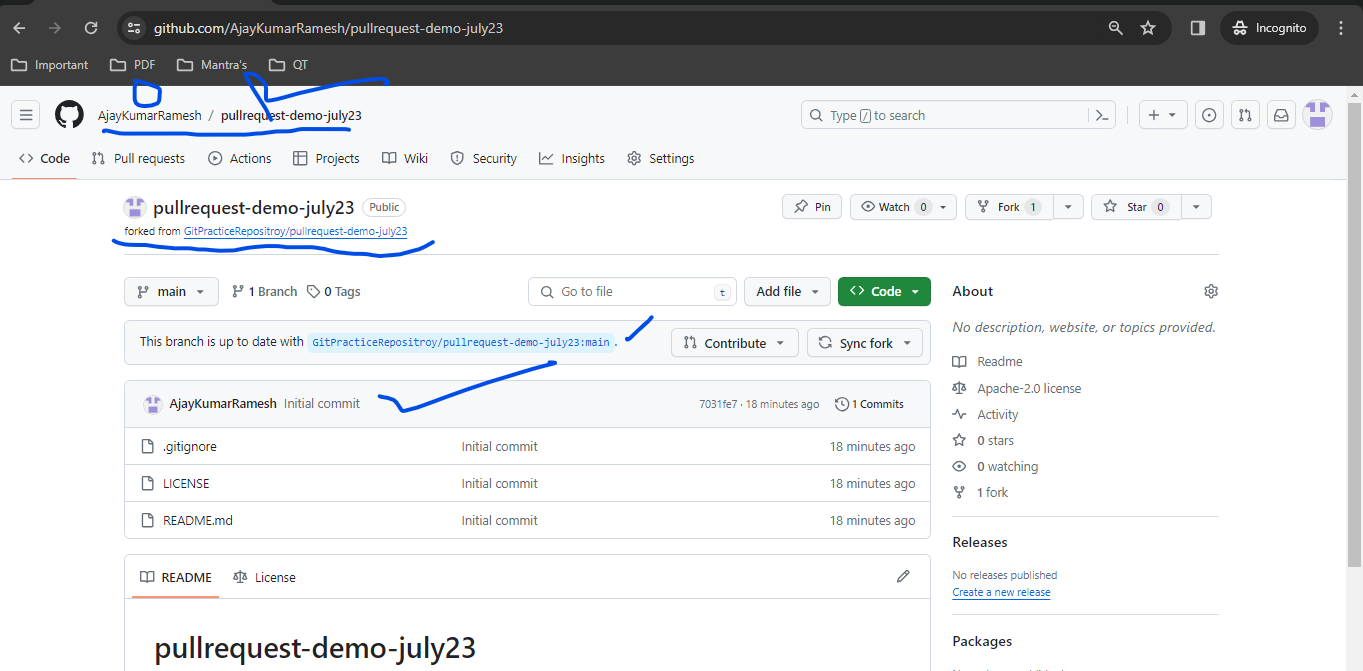 github.com/AjayKumarRamesh/pullrequest-demo-july23 Incognito
Important PDF Mantra's QT
AjayKumarRamesh / pullrequest-demo-july23 Type / to search
Code Pull requests Actions Projects Wiki Security Insights Settings
pullrequest-demo-july23 Public Pin Watch 0 Fork 1 Star 0
forked from GitPracticeRepositroy/pullrequest-demo-july23
main 1 Branch 0 Tags Go to file t Add file Code About
No description, website, or topics provided.
This branch is up to date with GitPracticeRepositroy/pullrequest-demo-july23:main . Contribute Sync fork
Readme
Apache-2.0 license
AjayKumarRamesh Initial commit 7031fe7 · 18 minutes ago 1 Commits
Activity
.gitignore Initial commit 18 minutes ago
0 stars
0 watching
LICENSE Initial commit 18 minutes ago
1 fork
README.md Initial commit 18 minutes ago
Releases
README License
No releases published
Create a new release
Packages
pullrequest-demo-july23